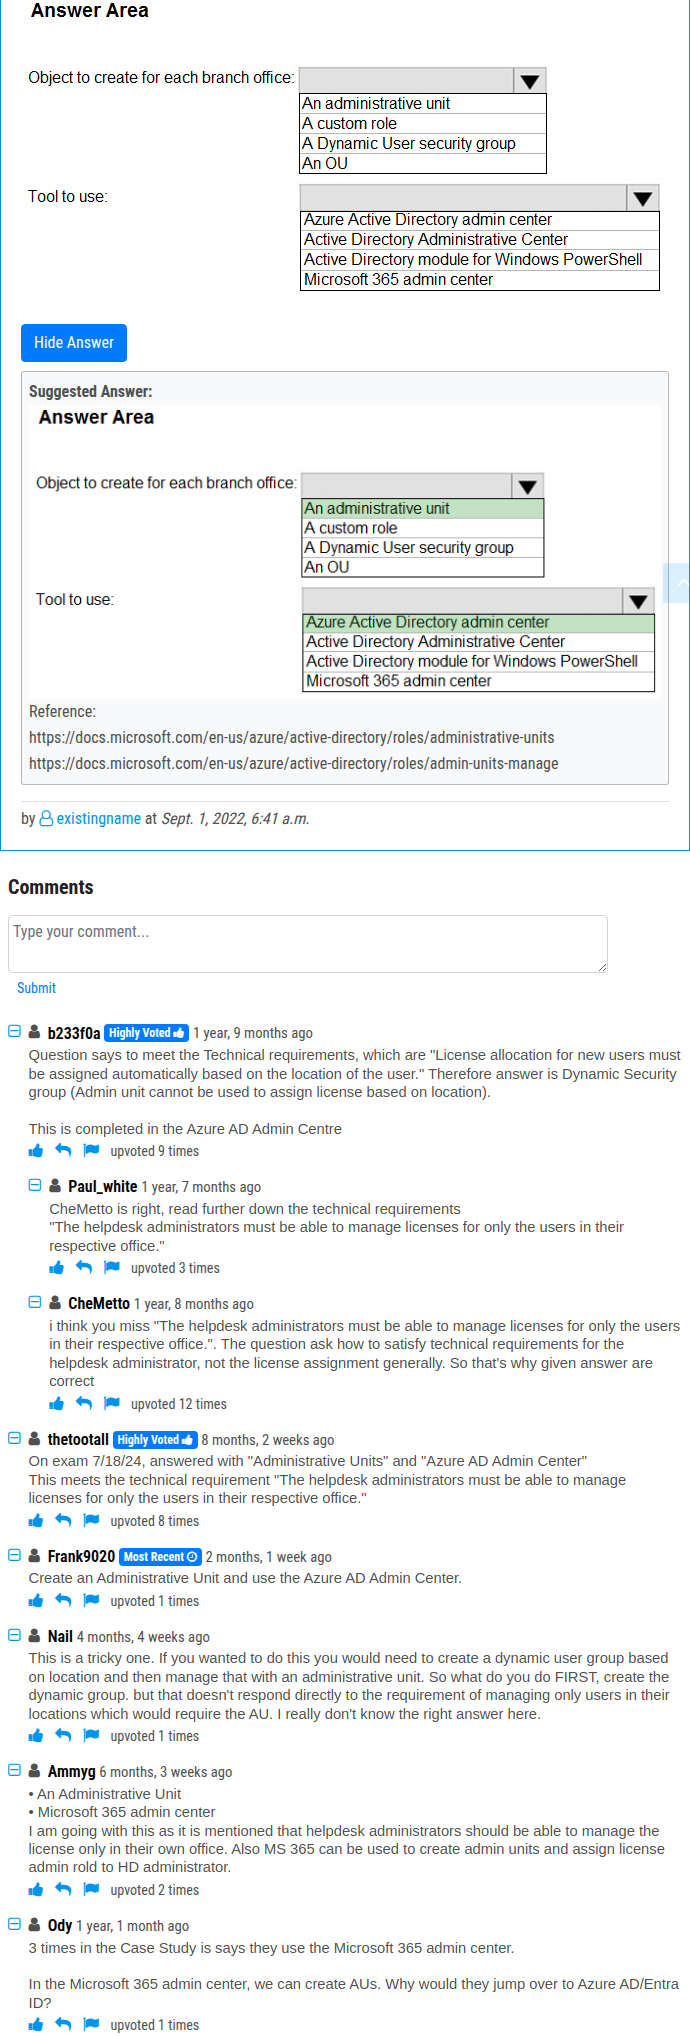 Answer Area
Object to create for each branch office:
An administrative unit
A custom role
A Dynamic User security group
An OU
Tool to use:
Azure Active Directory admin center
Active Directory Administrative Center
Active Directory module for Windows PowerShell
Microsoft 365 admin center
Hide Answer
Suggested Answer:
Answer Area
Object to create for each branch office:
An administrative unit
A custom role
A Dynamic User security group
An OU
Tool to use:
Azure Active Directory admin center
Active Directory Administrative Center
Active Directory module for Windows PowerShell
Microsoft 365 admin center
Reference:
https://docs.microsoft.com/en-us/azure/active-directory/roles/administrative-units
https://docs.microsoft.com/en-us/azure/active-directory/roles/admin-units-manage
by existingname at Sept. 1, 2022, 6:41 a.m.
Comments
Type your comment...
Submit
b233f0a Highly Voted 1 year, 9 months ago
Question says to meet the Technical requirements, which are "License allocation for new users must
be assigned automatically based on the location of the user." Therefore answer is Dynamic Security
group (Admin unit cannot be used to assign license based on location).
This is completed in the Azure AD Admin Centre
upvoted 9 times
Paul_white 1 year, 7 months ago
CheMetto is right, read further down the technical requirements
"The helpdesk administrators must be able to manage licenses for only the users in their
respective office."
upvoted 3 times
CheMetto 1 year, 8 months ago
i think you miss "The helpdesk administrators must be able to manage licenses for only the users
in their respective office.". The question ask how to satisfy technical requirements for the
helpdesk administrator, not the license assignment generally. So that's why given answer are
correct
upvoted 12 times
thetootall Highly Voted 8 months, 2 weeks ago
On exam 7/18/24, answered with "Administrative Units" and "Azure AD Admin Center"
This meets the technical requirement "The helpdesk administrators must be able to manage
licenses for only the users in their respective office."
upvoted 8 times
Frank9020 Most Recent 2 months, 1 week ago
Create an Administrative Unit and use the Azure AD Admin Center.
upvoted 1 times
Nail 4 months, 4 weeks ago
This is a tricky one. If you wanted to do this you would need to create a dynamic user group based
on location and then manage that with an administrative unit. So what do you do FIRST, create the
dynamic group. but that doesn't respond directly to the requirement of managing only users in their
locations which would require the AU. I really don't know the right answer here.
upvoted 1 times
Ammyg 6 months, 3 weeks ago
• An Administrative Unit
• Microsoft 365 admin center
I am going with this as it is mentioned that helpdesk administrators should be able to manage the
license only in their own office. Also MS 365 can be used to create admin units and assign license
admin rold to HD administrator.
upvoted 2 times
Ody 1 year, 1 month ago
3 times in the Case Study is says they use the Microsoft 365 admin center.
In the Microsoft 365 admin center, we can create AUs. Why would they jump over to Azure AD/Entra
ID?
upvoted 1 times